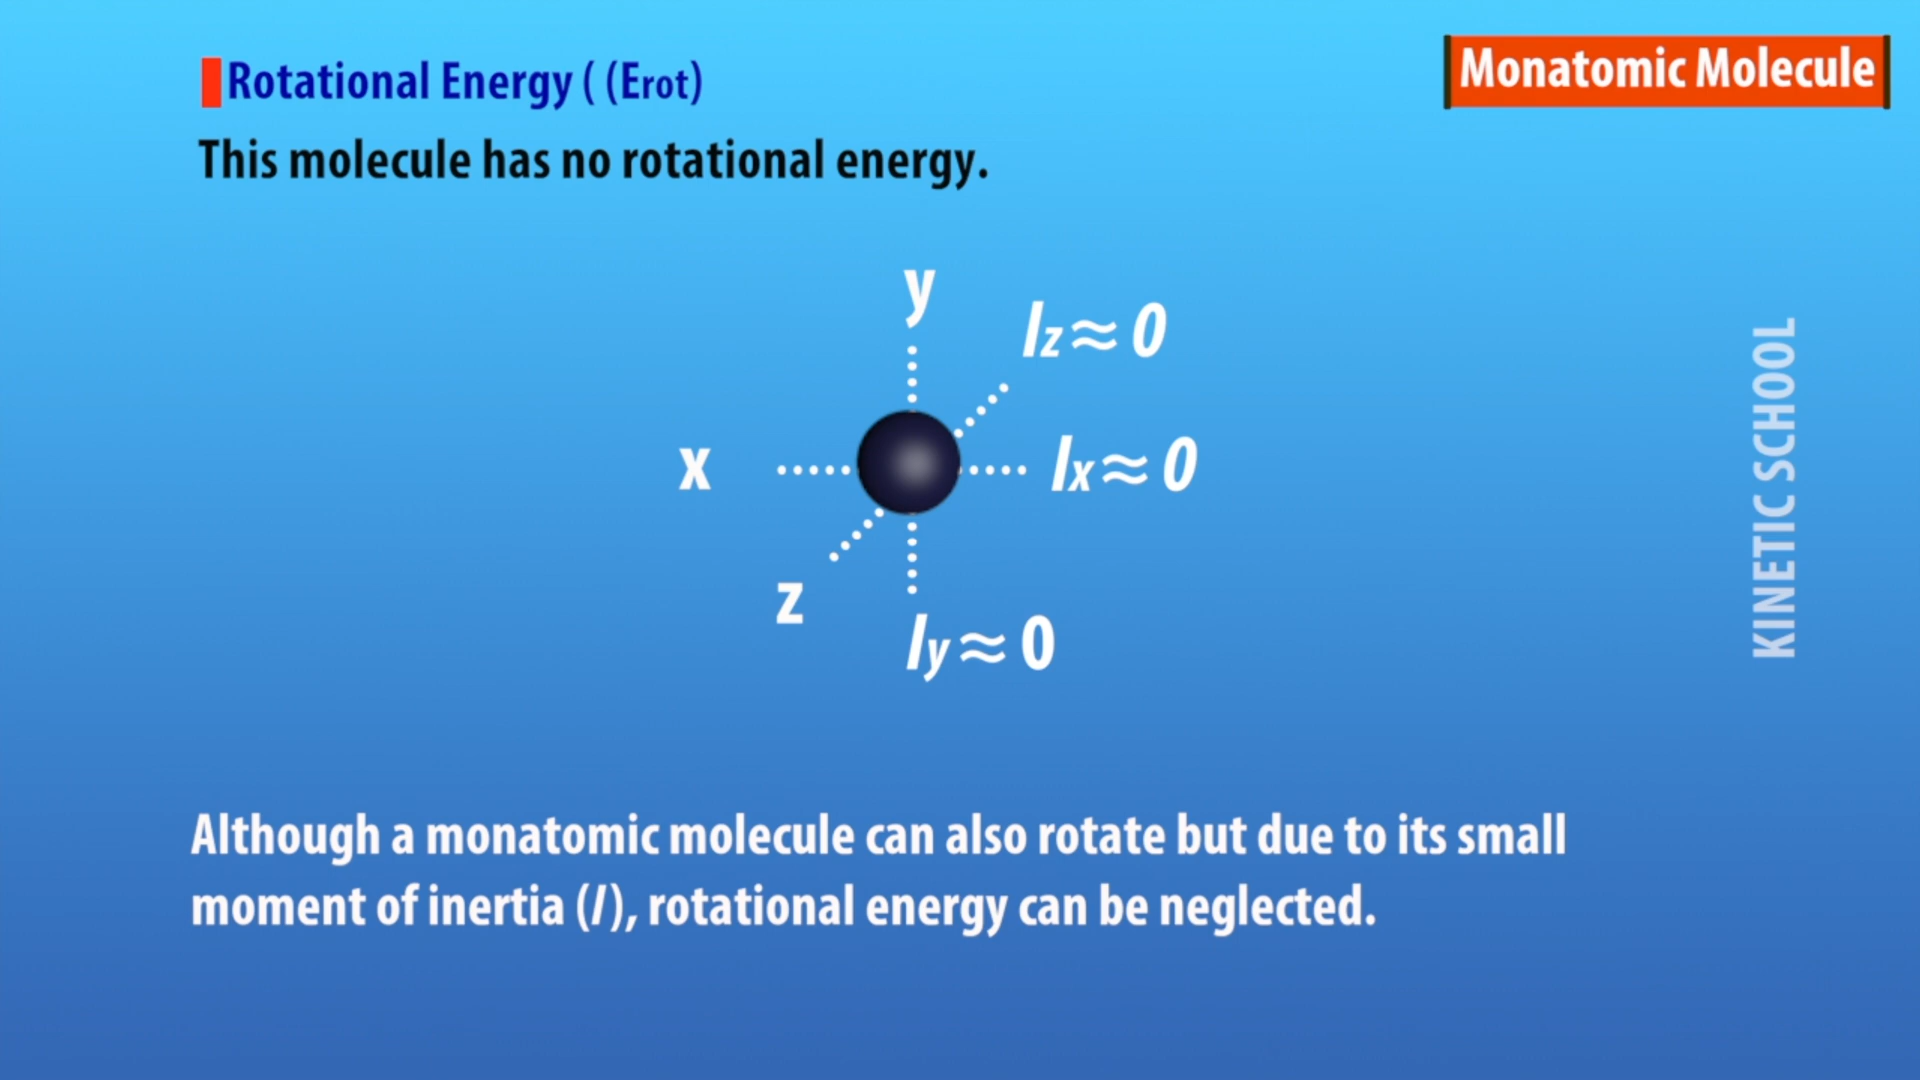 Rotational Energy ( (Erot)
Monatomic Molecule
This molecule has no rotational energy.
y
Iz ≈ 0
x
Ix ≈ 0
z
Iy ≈ 0
KINETIC SCHOOL
Although a monatomic molecule can also rotate but due to its small
moment of inertia (I), rotational energy can be neglected.